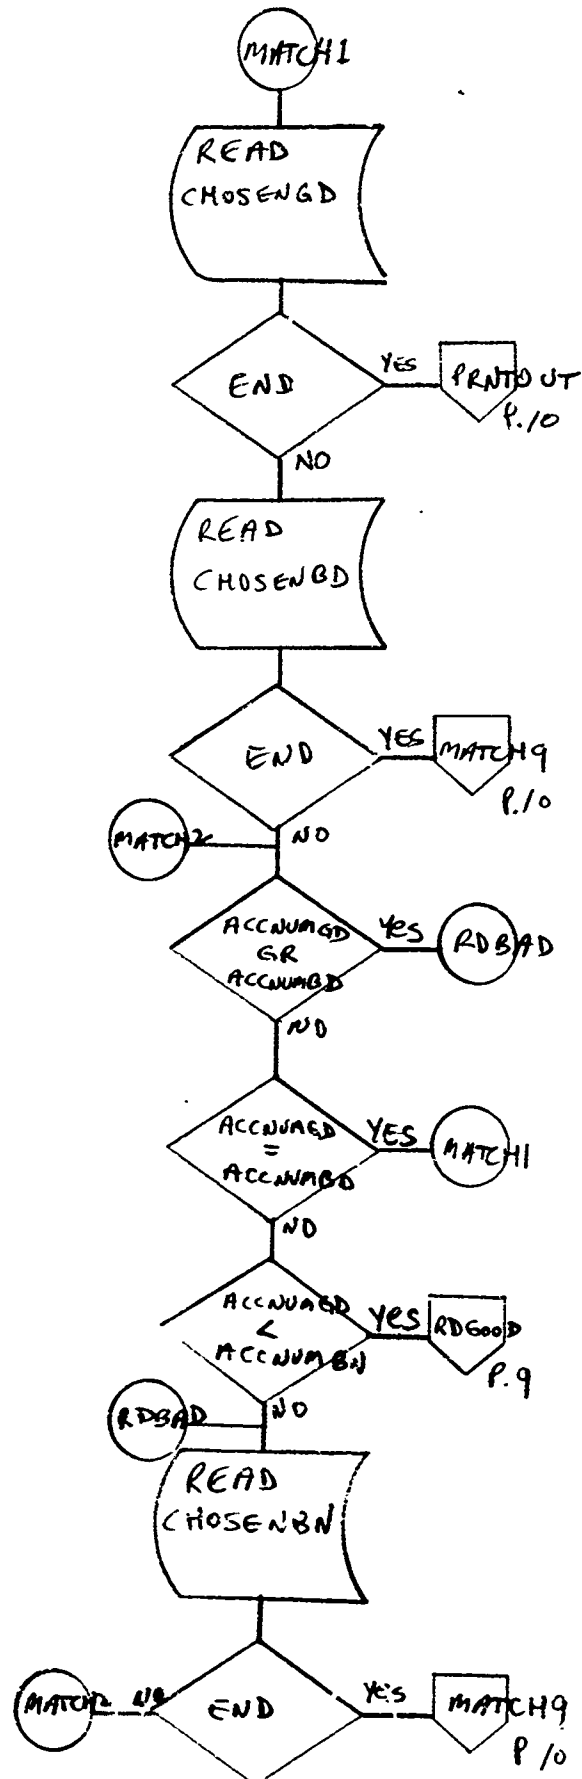 MATCH1
READ
CHOSENGD
END
YES
PRNTOUT
P.10
NO
READ
CHOSENBD
END
YES
MATCH9
P.10
MATCH2
NO
ACCNUMGD
GR
ACCNUMBD
YES
RDBAD
NO
ACCNUMGD
=
ACCNUMBD
YES
MATCH1
NO
ACCNUMGD
<
ACCNUMBN
YES
RDGOOD
P.9
RDBAD
NO
READ
CHOSENBN
MATCH2
NO
END
YES
MATCH9
P 10